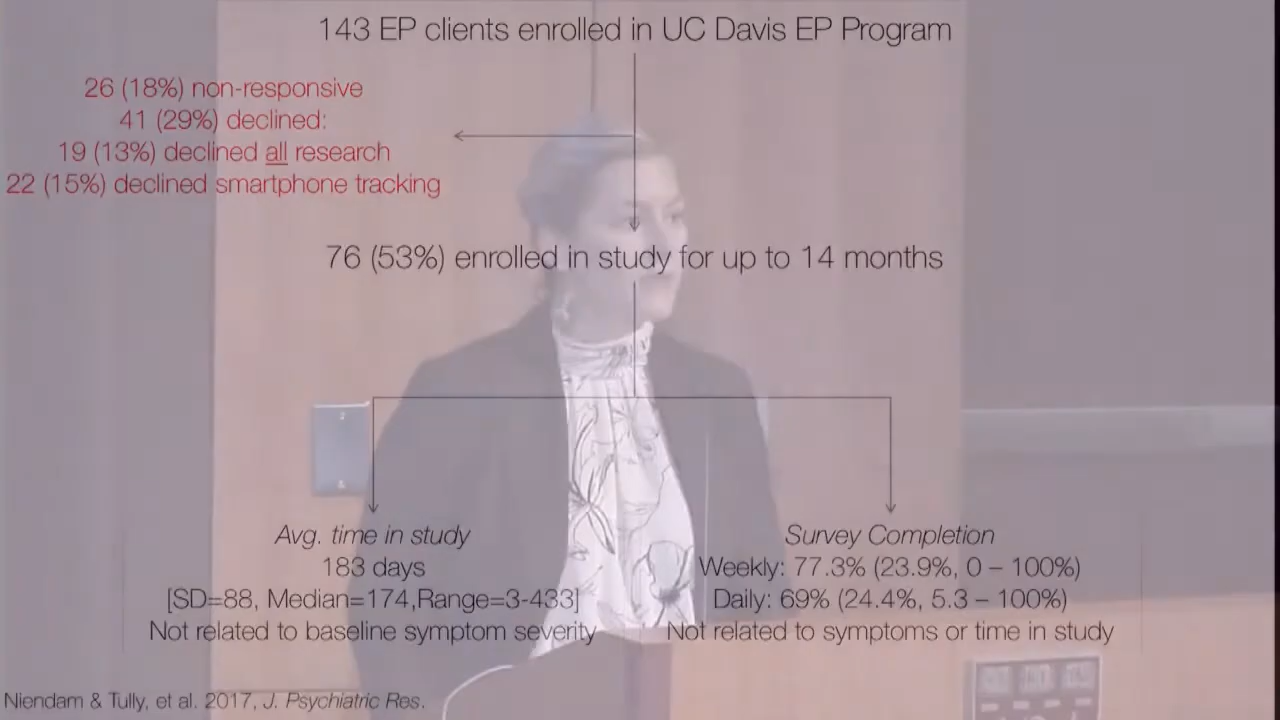 143 EP clients enrolled in UC Davis EP Program
26 (18%) non-responsive
41 (29%) declined:
19 (13%) declined all research
22 (15%) declined smartphone tracking
76 (53%) enrolled in study for up to 14 months
Avg. time in study
183 days
[SD=88, Median=174,Range=3-433]
Not related to baseline symptom severity
Survey Completion
Weekly: 77.3% (23.9%, 0 – 100%)
Daily: 69% (24.4%, 5.3 – 100%)
Not related to symptoms or time in study
Niendam & Tully, et al. 2017, J. Psychiatric Res.